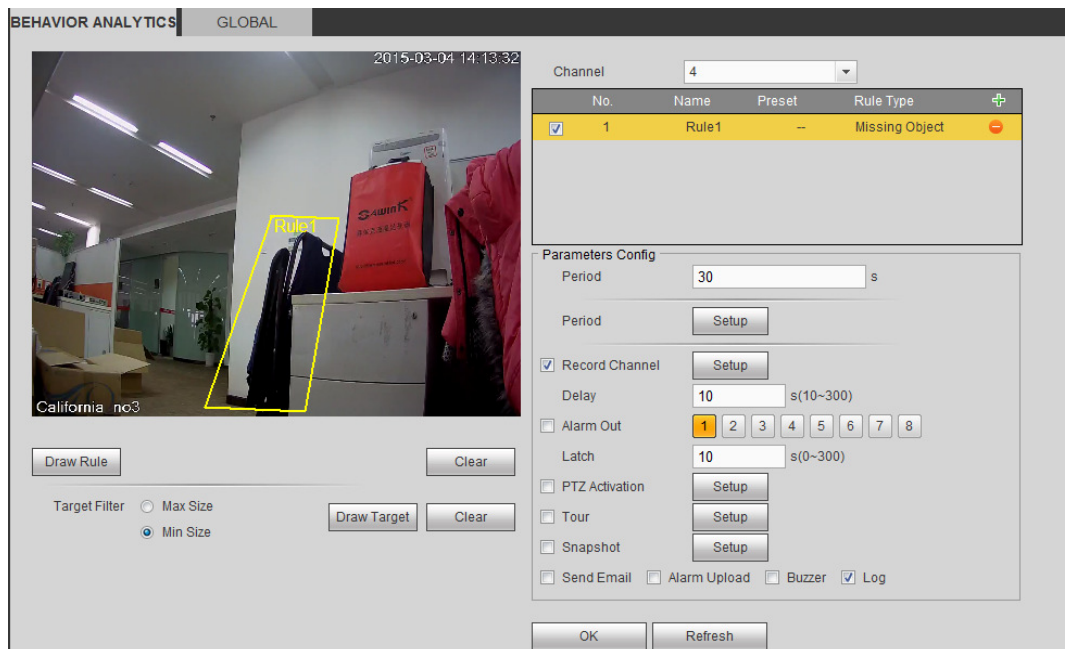 BEHAVIOR ANALYTICS
GLOBAL
2015-03-04 14:13:32
Rule1
SAWINK
California no3
Draw Rule
Clear
Target Filter
Max Size
Min Size
Draw Target
Clear
Channel
4
No. Name Preset Rule Type
1 Rule1 -- Missing Object
Parameters Config
Period 30 s
Period Setup
Record Channel Setup
Delay 10 s(10~300)
Alarm Out 1 2 3 4 5 6 7 8
Latch 10 s(0~300)
PTZ Activation Setup
Tour Setup
Snapshot Setup
Send Email Alarm Upload Buzzer Log
OK Refresh